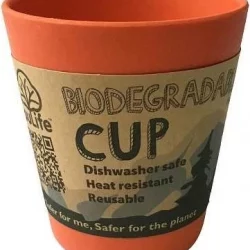 BIODEGRADAB
CUP
Dishwasher safe
Heat resistant
Reusable
for me, Safer for the planet